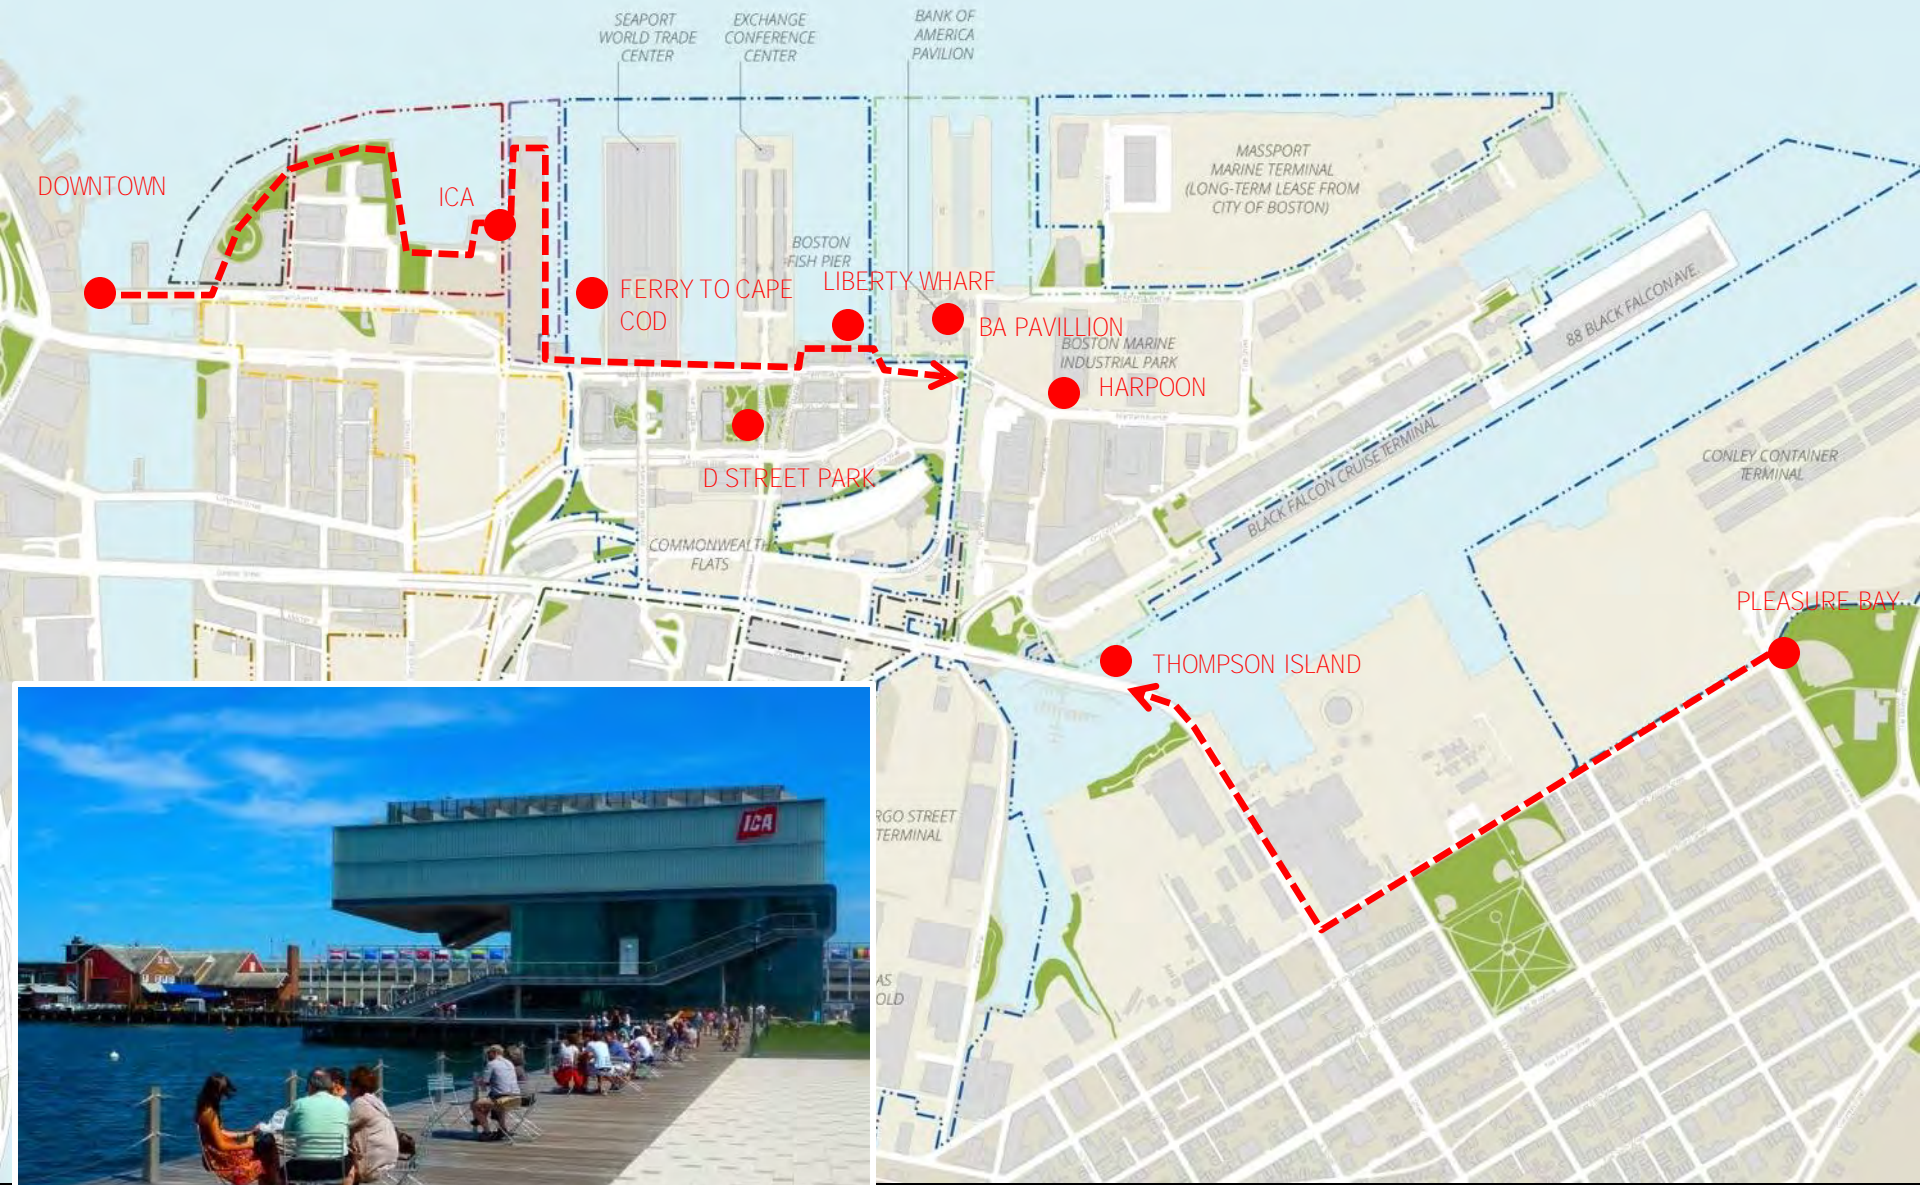 SEAPORT
WORLD TRADE
CENTER
EXCHANGE
CONFERENCE
CENTER
BANK OF
AMERICA
PAVILION
MASSPORT
MARINE TERMINAL
(LONG-TERM LEASE FROM
CITY OF BOSTON)
DOWNTOWN
ICA
BOSTON
FISH PIER
FERRY TO CAPE
COD
LIBERTY WHARF
BA PAVILLION
BOSTON MARINE
INDUSTRIAL PARK
HARPOON
88 BLACK FALCON AVE.
BLACK FALCON CRUISE TERMINAL
D STREET PARK
CONLEY CONTAINER
TERMINAL
COMMONWEALTH
FLATS
PLEASURE BAY
THOMPSON ISLAND
RGO STREET
TERMINAL
AS
OLD
ICA